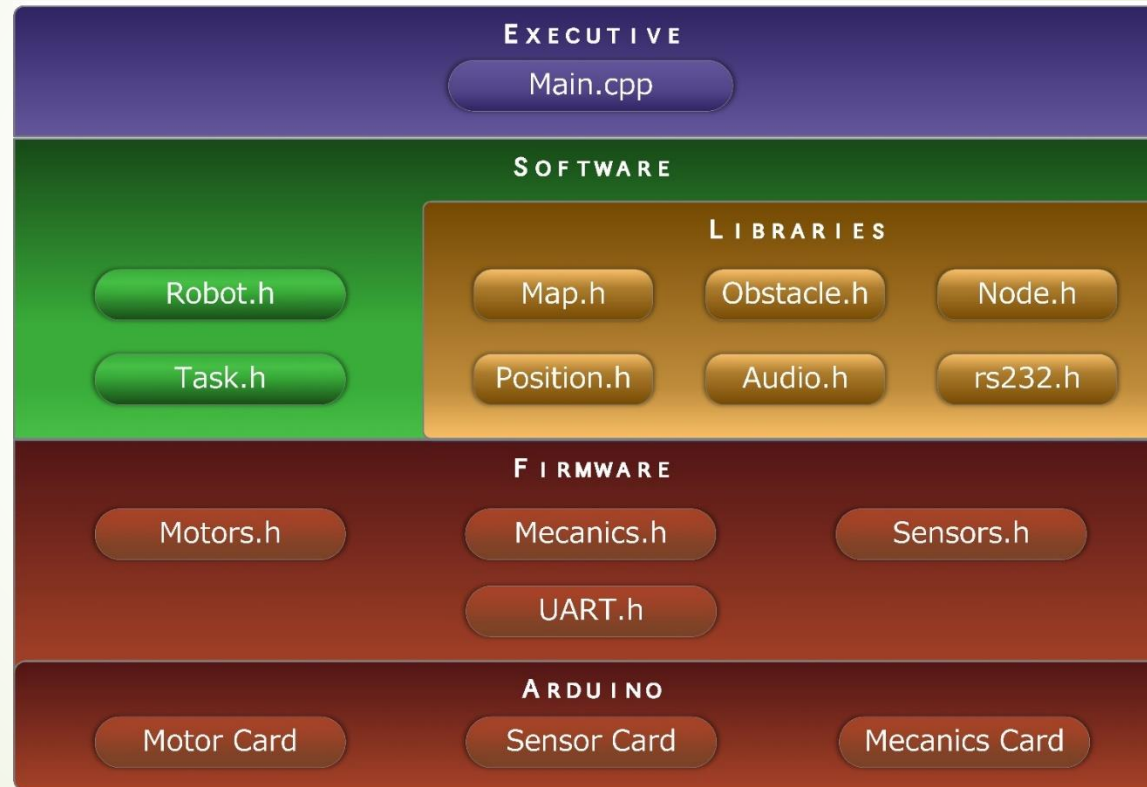 EXECUTIVE
Main.cpp
SOFTWARE
LIBRARIES
Robot.h Map.h Obstacle.h Node.h
Task.h Position.h Audio.h rs232.h
FIRMWARE
Motors.h Mecanics.h Sensors.h
UART.h
ARDUINO
Motor Card Sensor Card Mecanics Card